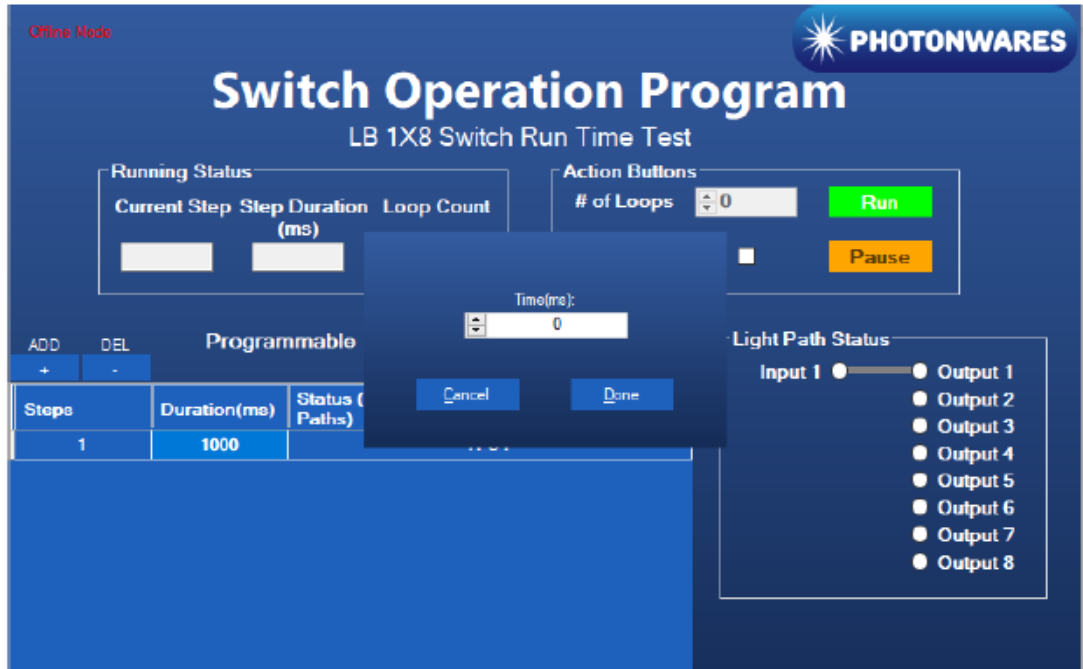 Offline Mode
PHOTONWARES
Switch Operation Program
LB 1X8 Switch Run Time Test
Running Status
Current Step Step Duration (ms) Loop Count
Action Buttons
# of Loops 0 Run
Pause
Time(ms):
0
Cancel Done
ADD DEL
+ -
Programmable
Steps Duration(ms) Status (
Paths)
1 1000
Light Path Status
Input 1 Output 1
Output 2
Output 3
Output 4
Output 5
Output 6
Output 7
Output 8